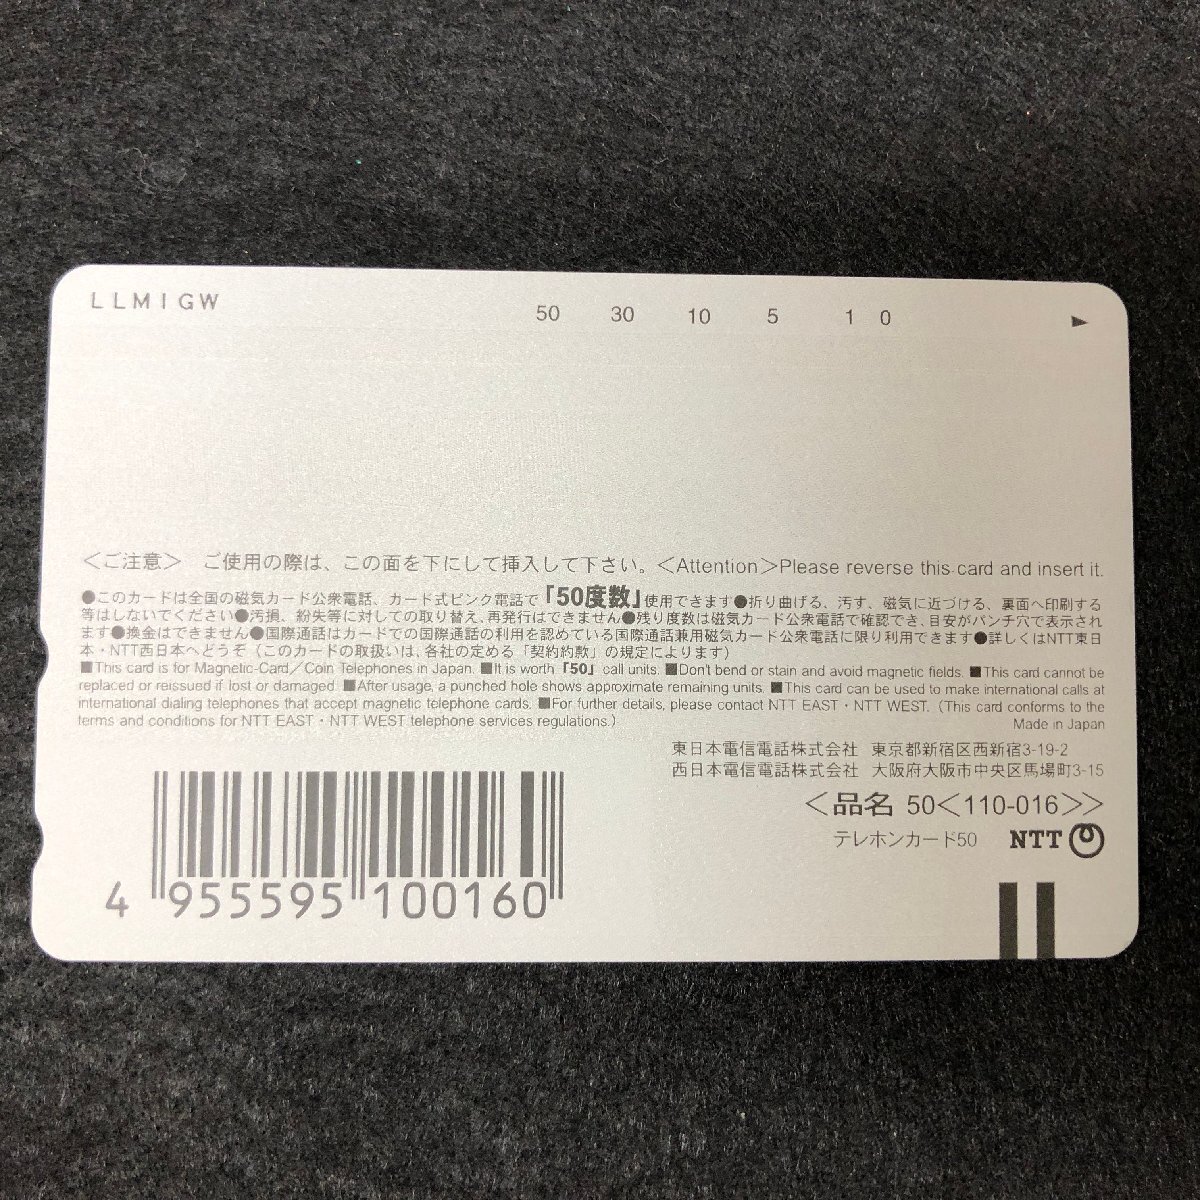 LLMIGW
50 30 10 5 1 0 ▶
＜ご注意＞ ご使用の際は、この面を下にして挿入して下さい。＜Attention＞Please reverse this card and insert it.
●このカードは全国の磁気カード公衆電話、カード式ピンク電話で「50度数」使用できます●折り曲げる、汚す、磁気に近づける、裏面へ印刷する
等はしないでください●汚損、紛失等に対しての取り替え、再発行はできません●残り度数は磁気カード公衆電話で確認でき、目安がパンチ穴で表示され
ます●換金はできません●国際通話はカードでの国際通話の利用を認めている国際通話兼用磁気カード公衆電話に限り利用できます●詳しくはNTT東日
本・NTT西日本へどうぞ（このカードの取扱いは、各社の定める「契約約款」の規定によります）
■This card is for Magnetic-Card／Coin Telephones in Japan. ■It is worth「50」call units. ■Don't bend or stain and avoid magnetic fields. ■This card cannot be
replaced or reissued if lost or damaged. ■After usage, a punched hole shows approximate remaining units. ■This card can be used to make international calls at
international dialing telephones that accept magnetic telephone cards. ■For further details, please contact NTT EAST・NTT WEST. (This card conforms to the
terms and conditions for NTT EAST・NTT WEST telephone services regulations.)
Made in Japan
東日本電信電話株式会社 東京都新宿区西新宿3-19-2
西日本電信電話株式会社 大阪府大阪市中央区馬場町3-15
＜品名 50＜110-016＞＞
テレホンカード50 NTT
4 955595 100160